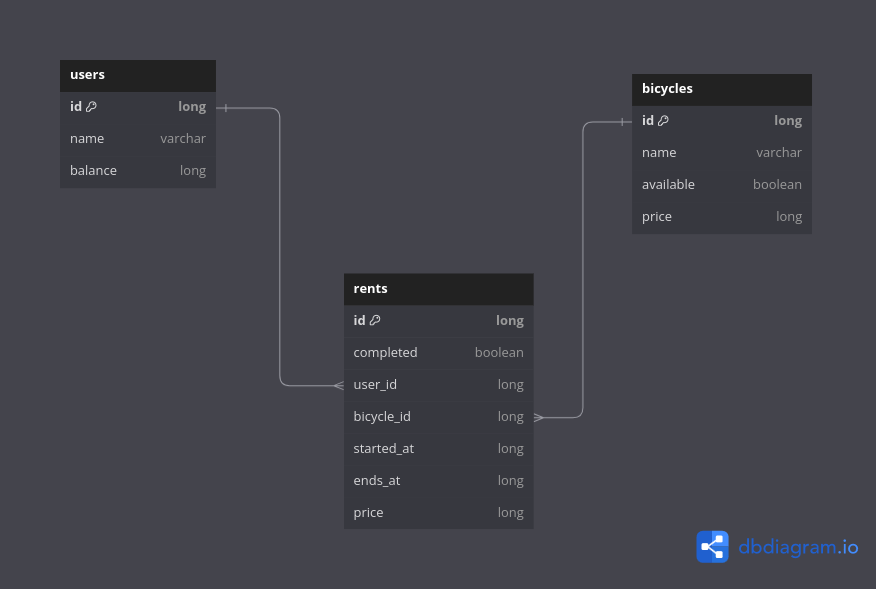 users
id long
name varchar
balance long
bicycles
id long
name varchar
available boolean
price long
rents
id long
completed boolean
user_id long
bicycle_id long
started_at long
ends_at long
price long
dbdiagram.io